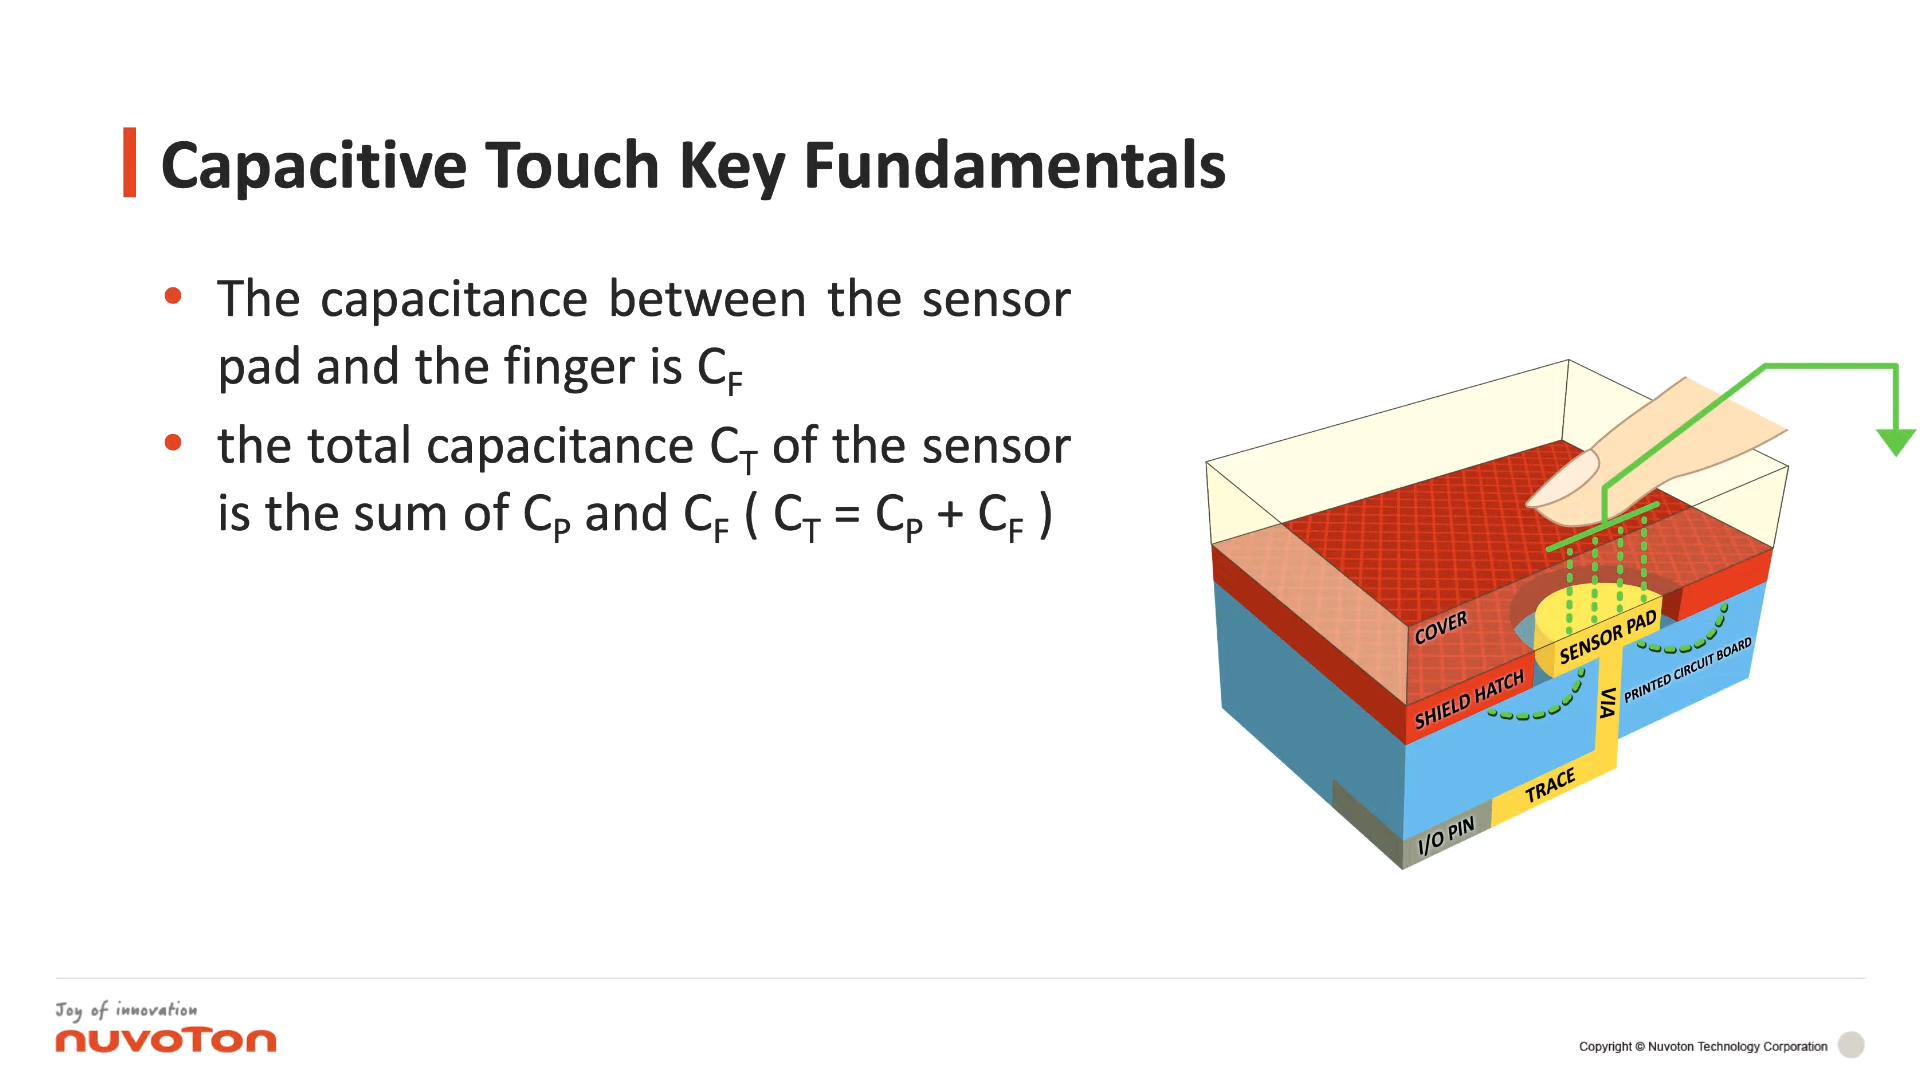 Capacitive Touch Key Fundamentals
• The capacitance between the sensor
pad and the finger is C_F
• the total capacitance C_T of the sensor
is the sum of C_P and C_F ( C_T = C_P + C_F )
COVER
SENSOR PAD
SHIELD HATCH
PRINTED CIRCUIT BOARD
VIA
TRACE
I/O PIN
Joy of innovation
nuvoTon
Copyright © Nuvoton Technology Corporation